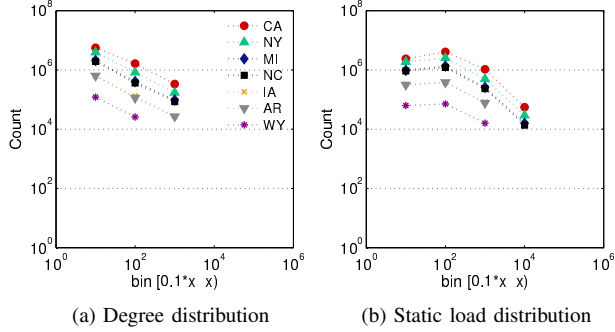 10^8
10^6
10^4
10^2
10^0
Count
10^0
10^2
10^4
10^6
bin [0.1*x x)
CA
NY
MI
NC
IA
AR
WY
(a) Degree distribution
10^8
10^6
10^4
10^2
10^0
Count
10^0
10^2
10^4
10^6
bin [0.1*x x)
(b) Static load distribution